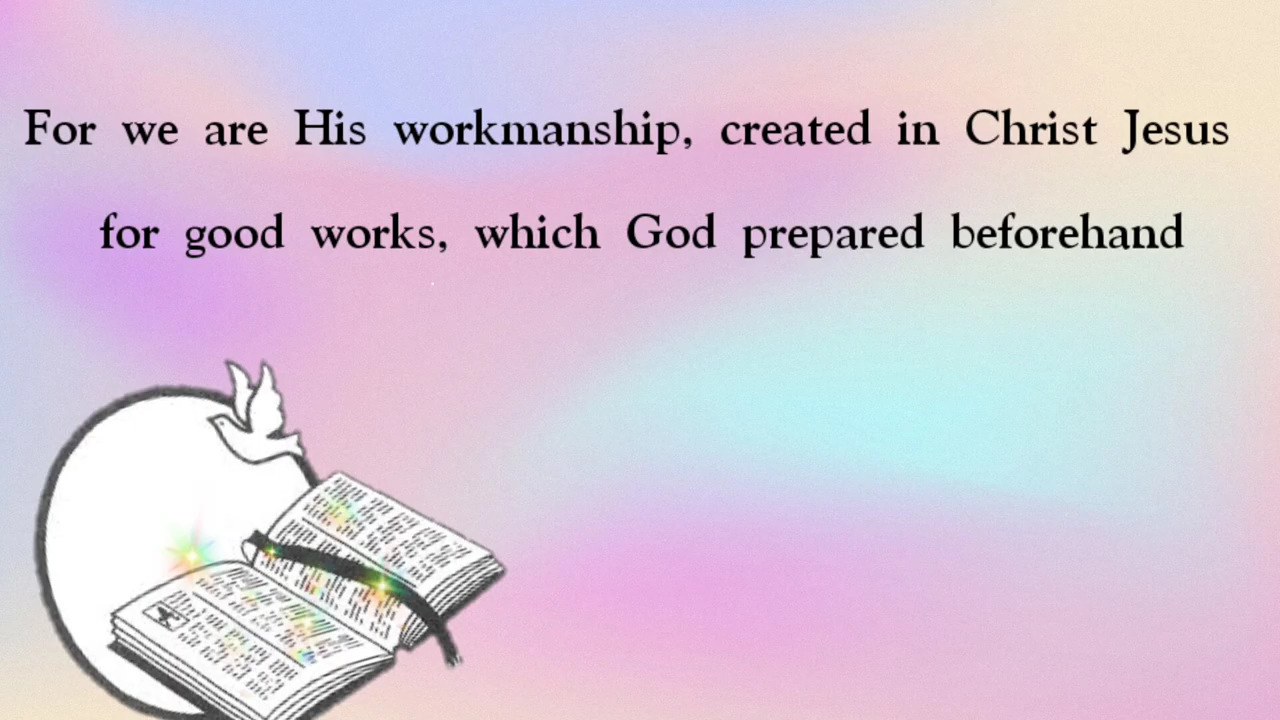 For we are His workmanship, created in Christ Jesus
for good works, which God prepared beforehand